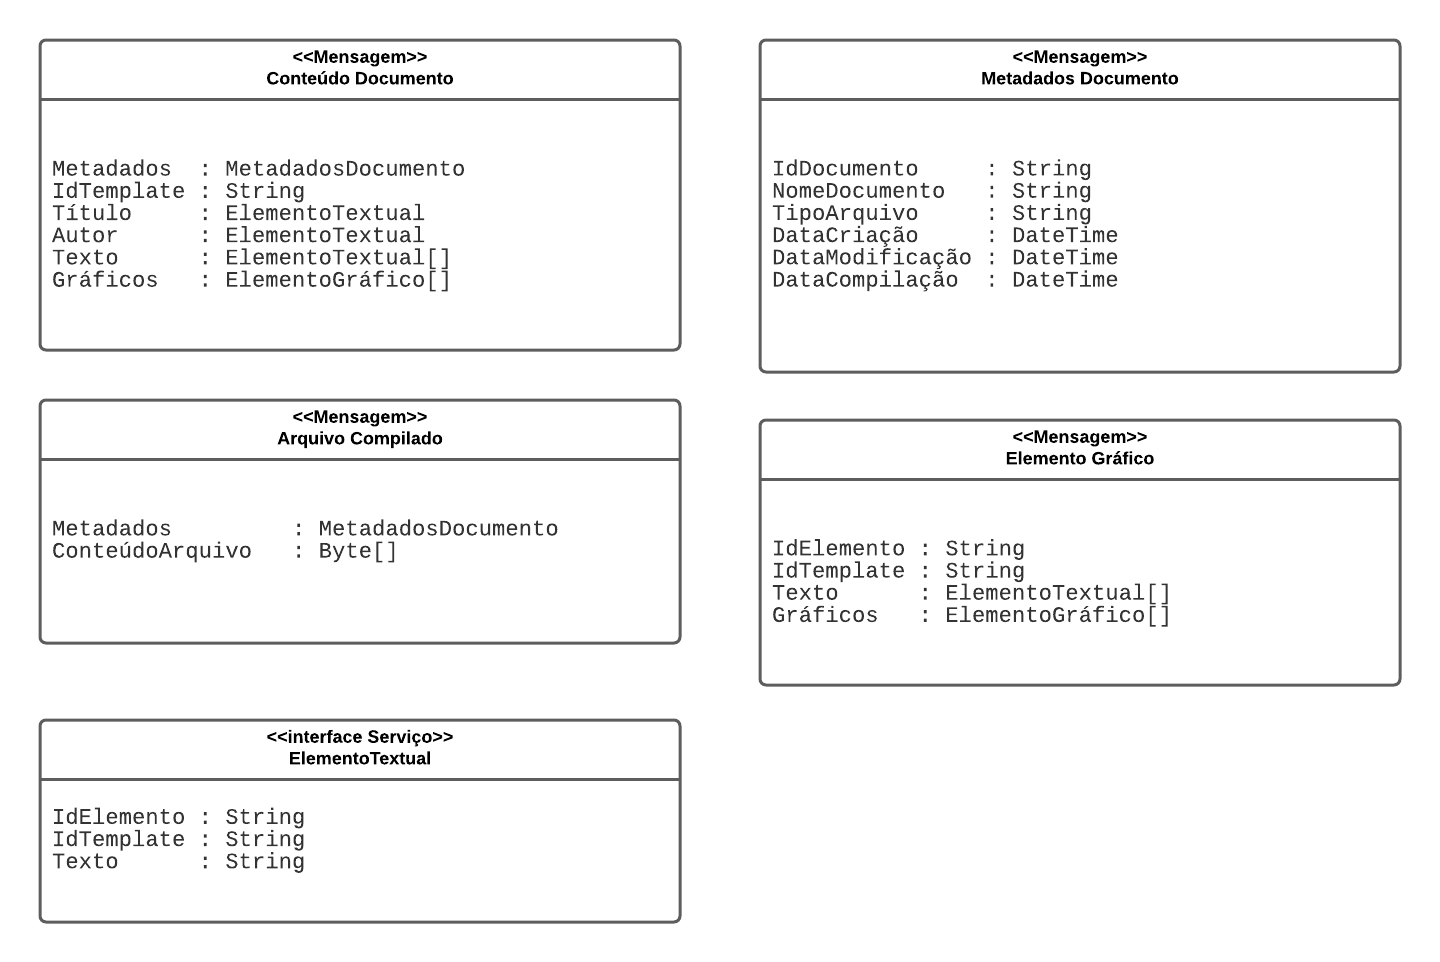 <<Mensagem>>
Conteúdo Documento
Metadados : MetadadosDocumento
IdTemplate : String
Título : ElementoTextual
Autor : ElementoTextual
Texto : ElementoTextual[]
Gráficos : ElementoGráfico[]
<<Mensagem>>
Metadados Documento
IdDocumento : String
NomeDocumento : String
TipoArquivo : String
DataCriação : DateTime
DataModificação : DateTime
DataCompilação : DateTime
<<Mensagem>>
Arquivo Compilado
Metadados : MetadadosDocumento
ConteúdoArquivo : Byte[]
<<Mensagem>>
Elemento Gráfico
IdElemento : String
IdTemplate : String
Texto : ElementoTextual[]
Gráficos : ElementoGráfico[]
<<interface Serviço>>
ElementoTextual
IdElemento : String
IdTemplate : String
Texto : String